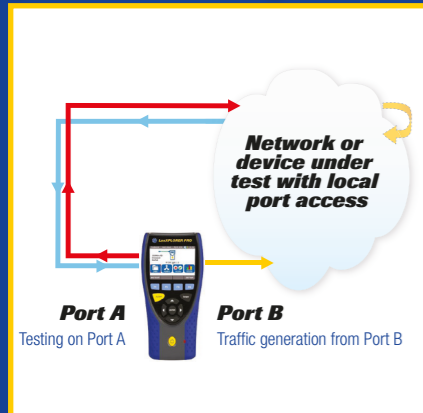 Network or
device under
test with local
port access
LanXPLORER PRO
Port A
Port B
Testing on Port A
Traffic generation from Port B